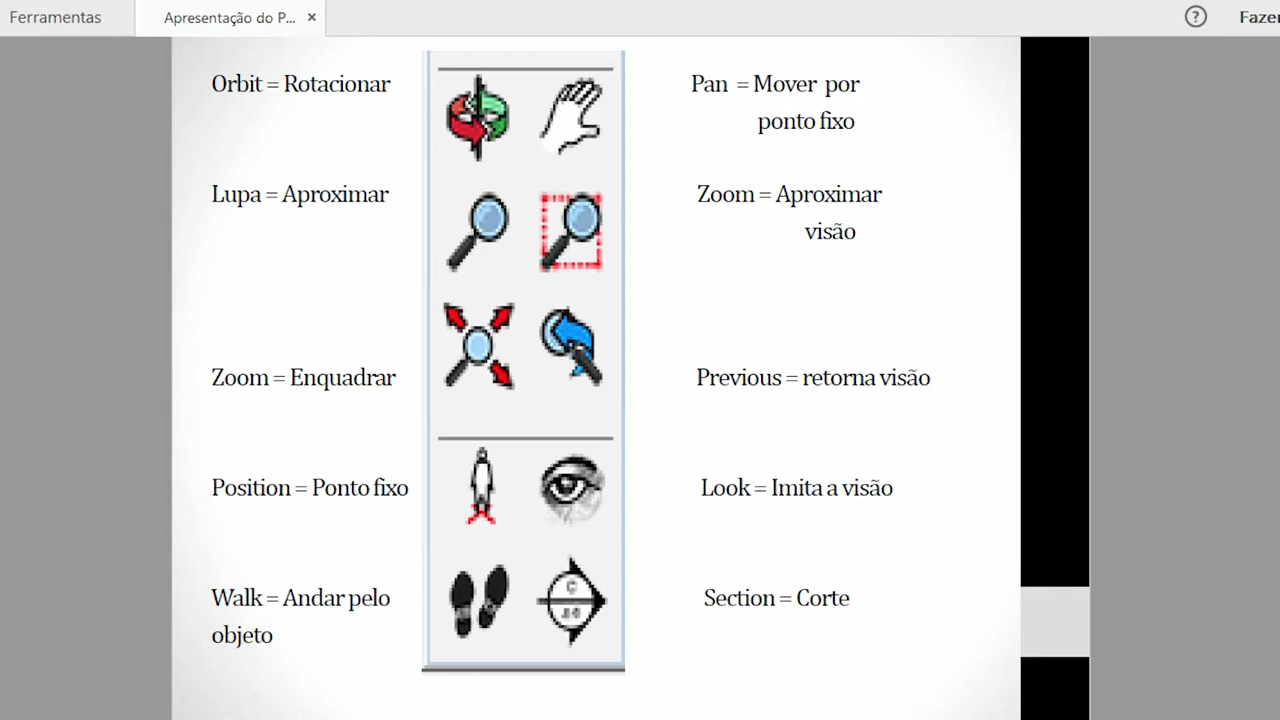 Ferramentas
Apresentação do P... ×
? Fazer
Orbit = Rotacionar
Pan = Mover por
ponto fixo
Lupa = Aproximar
Zoom = Aproximar
visão
Zoom = Enquadrar
Previous = retorna visão
Position = Ponto fixo
Look = Imita a visão
Walk = Andar pelo
objeto
Section = Corte
C